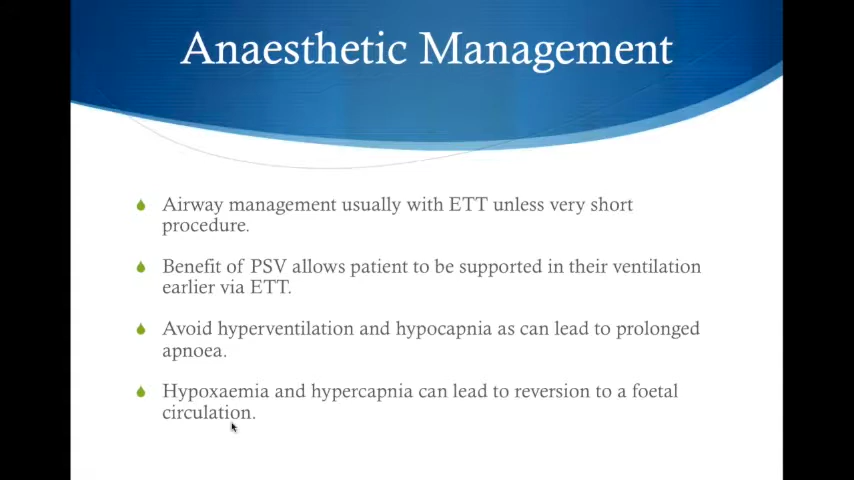 Anaesthetic Management
Airway management usually with ETT unless very short
procedure.
Benefit of PSV allows patient to be supported in their ventilation
earlier via ETT.
Avoid hyperventilation and hypocapnia as can lead to prolonged
apnoea.
Hypoxaemia and hypercapnia can lead to reversion to a foetal
circulation.